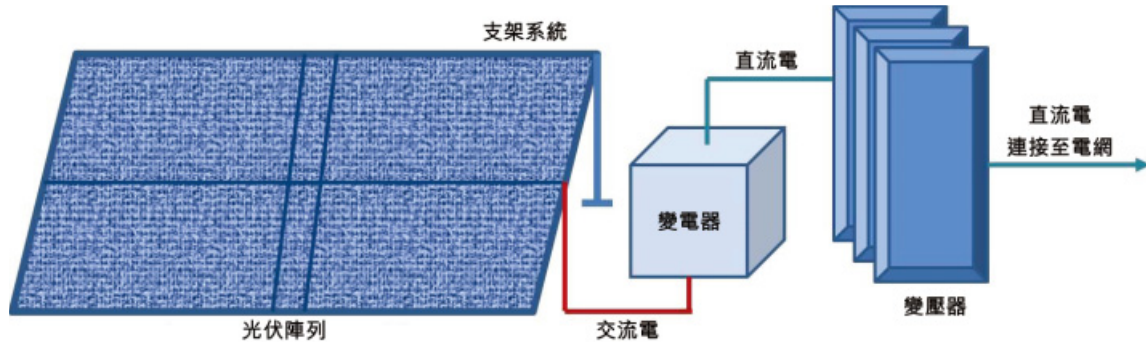 支架系統
直流電
直流電
連接至電網
變電器
變壓器
光伏陣列
交流電